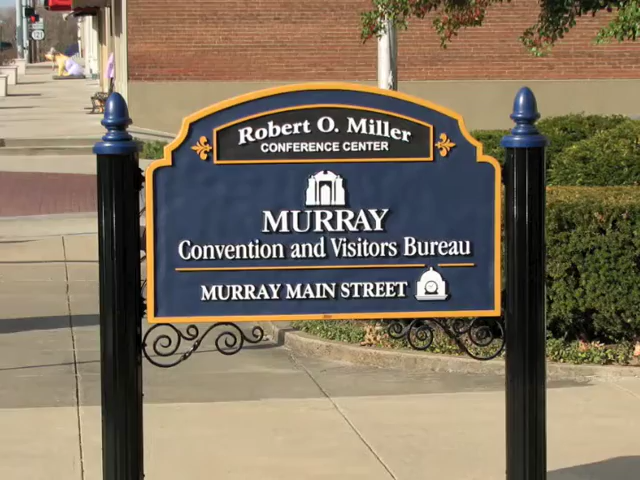 Robert O. Miller
CONFERENCE CENTER
MURRAY
Convention and Visitors Bureau
MURRAY MAIN STREET